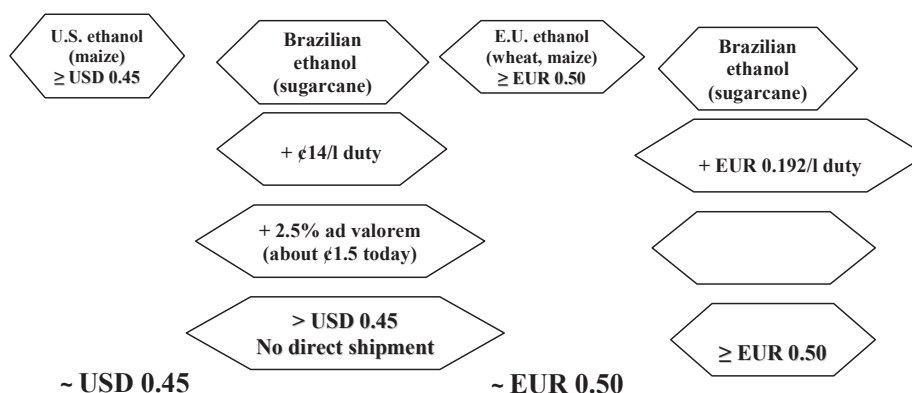 U.S. ethanol
(maize)
≥ USD 0.45
Brazilian
ethanol
(sugarcane)
E.U. ethanol
(wheat, maize)
≥ EUR 0.50
Brazilian
ethanol
(sugarcane)
+ ¢14/l duty
+ EUR 0.192/l duty
+ 2.5% ad valorem
(about ¢1.5 today)
> USD 0.45
No direct shipment
≥ EUR 0.50
~ USD 0.45
~ EUR 0.50